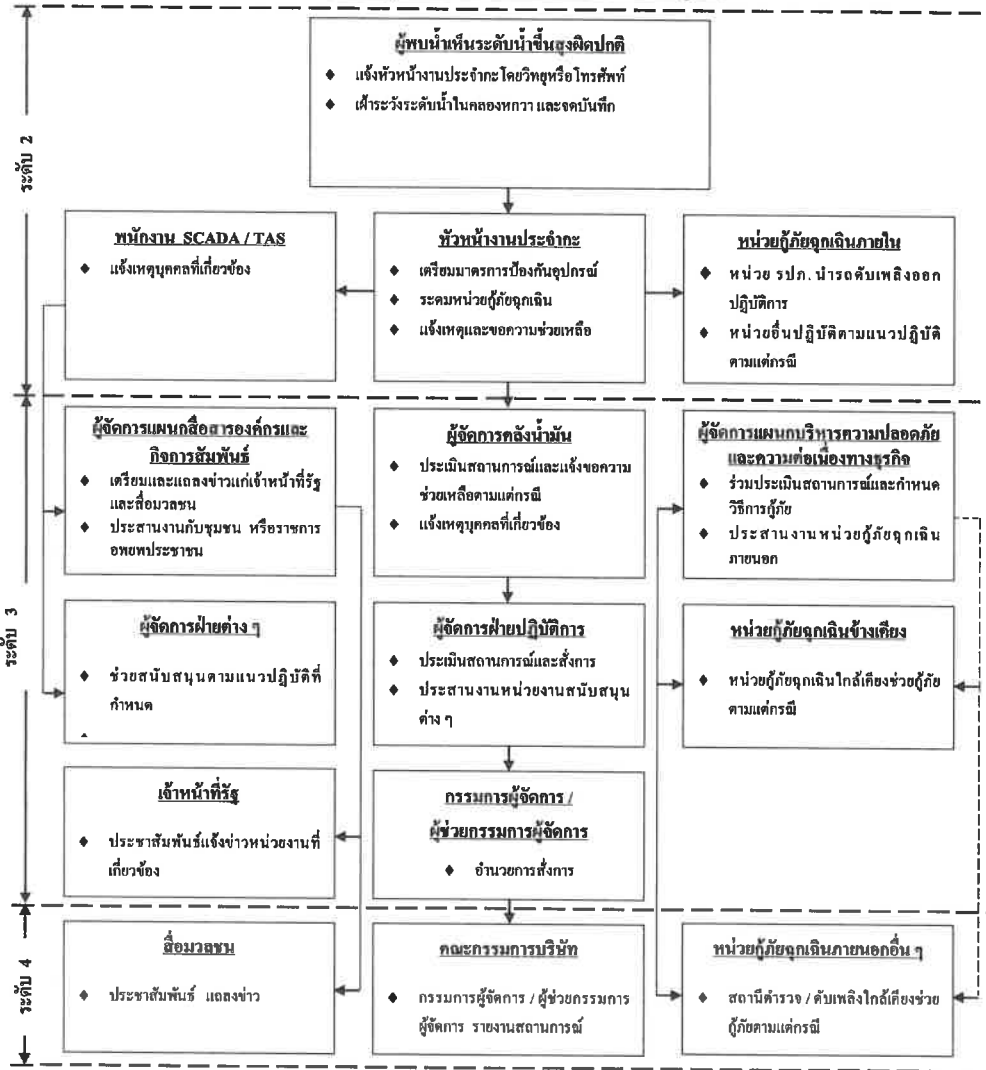 ผู้พบน้ำเห็นระดับน้ำขึ้นสูงผิดปกติ
♦ แจ้งหัวหน้างานประจำกะโดยวิทยุหรือโทรศัพท์
♦ เฝ้าระวังระดับน้ำในคลองหกวา และจดบันทึก
ระดับ 2
พนักงาน SCADA / TAS
♦ แจ้งเหตุบุคคลที่เกี่ยวข้อง
หัวหน้างานประจำกะ
♦ เตรียมมาตรการป้องกันอุปกรณ์
♦ ระดมหน่วยกู้ภัยฉุกเฉิน
♦ แจ้งเหตุและขอความช่วยเหลือ
หน่วยกู้ภัยฉุกเฉินภายใน
♦ หน่วย รปภ. นำรถดับเพลิงออก
ปฏิบัติการ
♦ หน่วยอื่นปฏิบัติตามแนวปฏิบัติ
ตามแต่กรณี
ระดับ 3
ผู้จัดการแผนกสื่อสารองค์กรและ
กิจการสัมพันธ์
♦ เตรียมและแถลงข่าวแก่เจ้าหน้าที่รัฐ
และสื่อมวลชน
♦ ประสานงานกับชุมชน หรือราชการ
อพยพประชาชน
ผู้จัดการคลังน้ำมัน
♦ ประเมินสถานการณ์และแจ้งขอความ
ช่วยเหลือตามแต่กรณี
♦ แจ้งเหตุบุคคลที่เกี่ยวข้อง
ผู้จัดการแผนกบริหารความปลอดภัย
และความต่อเนื่องทางธุรกิจ
♦ ร่วมประเมินสถานการณ์และกำหนด
วิธีการกู้ภัย
♦ ประสานงานหน่วยกู้ภัยฉุกเฉิน
ภายนอก
ผู้จัดการฝ่ายต่าง ๆ
♦ ช่วยสนับสนุนตามแนวปฏิบัติที่
กำหนด
ผู้จัดการฝ่ายปฏิบัติการ
♦ ประเมินสถานการณ์และสั่งการ
♦ ประสานงานหน่วยงานสนับสนุน
ต่าง ๆ
หน่วยกู้ภัยฉุกเฉินข้างเคียง
♦ หน่วยกู้ภัยฉุกเฉินใกล้เคียงช่วยกู้ภัย
ตามแต่กรณี
เจ้าหน้าที่รัฐ
♦ ประชาสัมพันธ์แจ้งข่าวหน่วยงานที่
เกี่ยวข้อง
กรรมการผู้จัดการ /
ผู้ช่วยกรรมการผู้จัดการ
♦ อำนวยการสั่งการ
ระดับ 4
สื่อมวลชน
♦ ประชาสัมพันธ์ แถลงข่าว
คณะกรรมการบริษัท
♦ กรรมการผู้จัดการ / ผู้ช่วยกรรมการ
ผู้จัดการ รายงานสถานการณ์
หน่วยกู้ภัยฉุกเฉินภายนอกอื่น ๆ
♦ สถานีตำรวจ / ดับเพลิงใกล้เคียงช่วย
กู้ภัยตามแต่กรณี